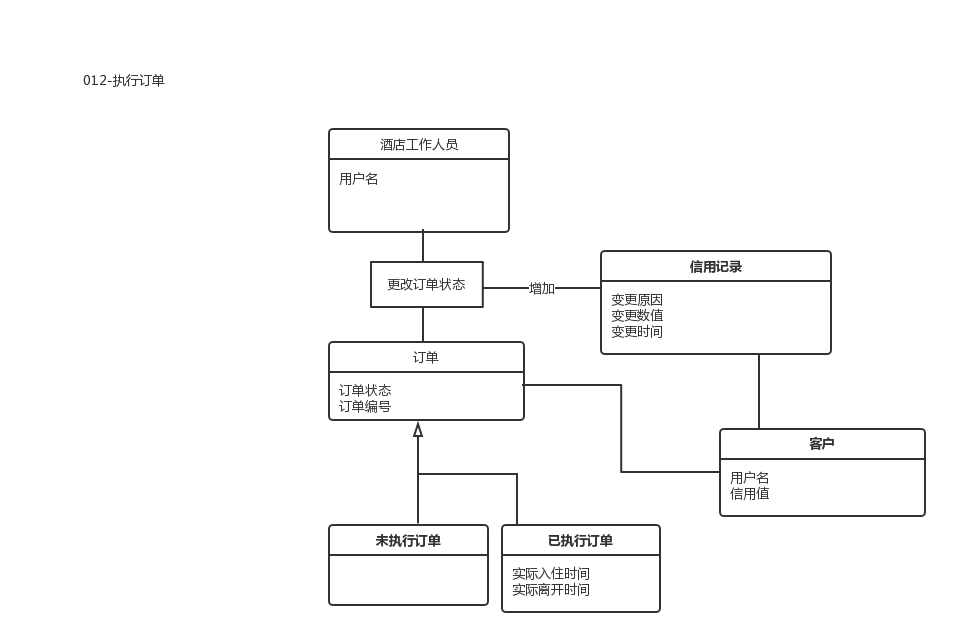 012-执行订单
酒店工作人员
用户名
更改订单状态
增加
信用记录
变更原因
变更数值
变更时间
订单
订单状态
订单编号
客户
用户名
信用值
未执行订单
已执行订单
实际入住时间
实际离开时间